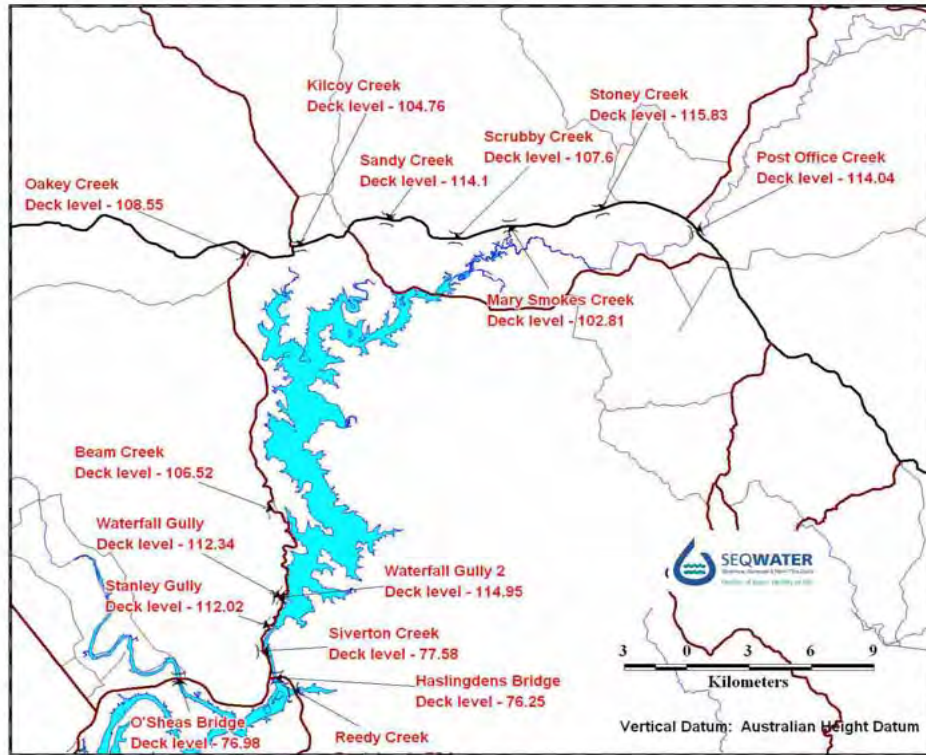 Kilcoy Creek
Deck level - 104.76
Stoney Creek
Deck level - 115.83
Scrubby Creek
Deck level - 107.6
Sandy Creek
Deck level - 114.1
Post Office Creek
Deck level - 114.04
Oakey Creek
Deck level - 108.55
Mary Smokes Creek
Deck level - 102.81
Beam Creek
Deck level - 106.52
Waterfall Gully
Deck level - 112.34
Stanley Gully
Deck level - 112.02
Waterfall Gully 2
Deck level - 114.95
SEQWATER
Siverton Creek
Deck level - 77.58
Haslingdens Bridge
Deck level - 76.25
3 0 3 6 9
Kilometers
O'Sheas Bridge
Deck level - 76.98
Reedy Creek
Vertical Datum: Australian Height Datum